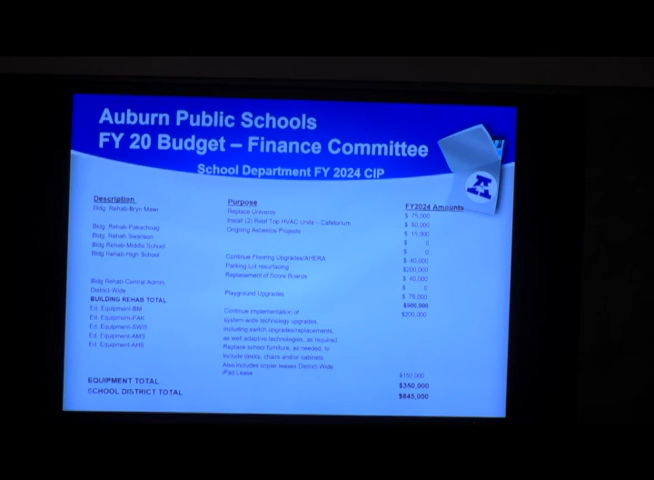 Auburn Public Schools
FY 20 Budget – Finance Committee
School Department FY 2024 CIP
Description Purpose FY2024 Amounts
Bldg. Rehab-Bryn Mawr Replace Univents $ 75,000
Install (2) Roof Top HVAC Units – Cafetorium $ 60,000
Bldg. Rehab-Pakachoag Ongoing Asbestos Projects $ 15,000
Bldg. Rehab-Swanson $ 0
Bldg Rehab-Middle School $ 0
Bldg Rehab-High School Continue Flooring Upgrades/AHERA $ 40,000
Parking Lot resurfacing $200,000
Replacement of Score Boards $ 40,000
Bldg Rehab-Central Admin. $ 0
District-Wide Playground Upgrades $
BUILDING REHAB TOTAL
Ed. Equipment-BM Continue implementation of $200,000
Ed. Equipment-PAK system-wide technology upgrades,
Ed. Equipment-SWIS including switch upgrades/replacements,
Ed. Equipment-AMS as well adaptive technologies, as required.
Ed. Equipment-AHS Replace school furniture, as needed, to
include desks, chairs and/or cabinets.
Also includes copier leases District-Wide
iPad Lease $150,000
EQUIPMENT TOTAL $350,000
SCHOOL DISTRICT TOTAL $845,000
A